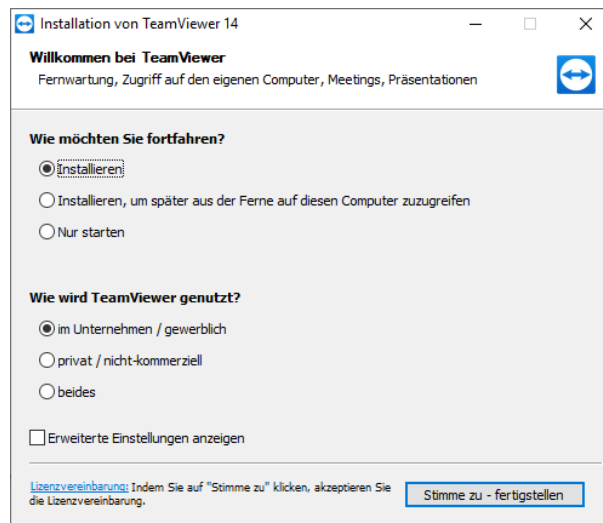 Installation von TeamViewer 14
Willkommen bei TeamViewer
Fernwartung, Zugriff auf den eigenen Computer, Meetings, Präsentationen
Wie möchten Sie fortfahren?
Installieren
Installieren, um später aus der Ferne auf diesen Computer zuzugreifen
Nur starten
Wie wird TeamViewer genutzt?
im Unternehmen / gewerblich
privat / nicht-kommerziell
beides
Erweiterte Einstellungen anzeigen
Lizenzvereinbarung: Indem Sie auf "Stimme zu" klicken, akzeptieren Sie
die Lizenzvereinbarung.
Stimme zu - fertigstellen